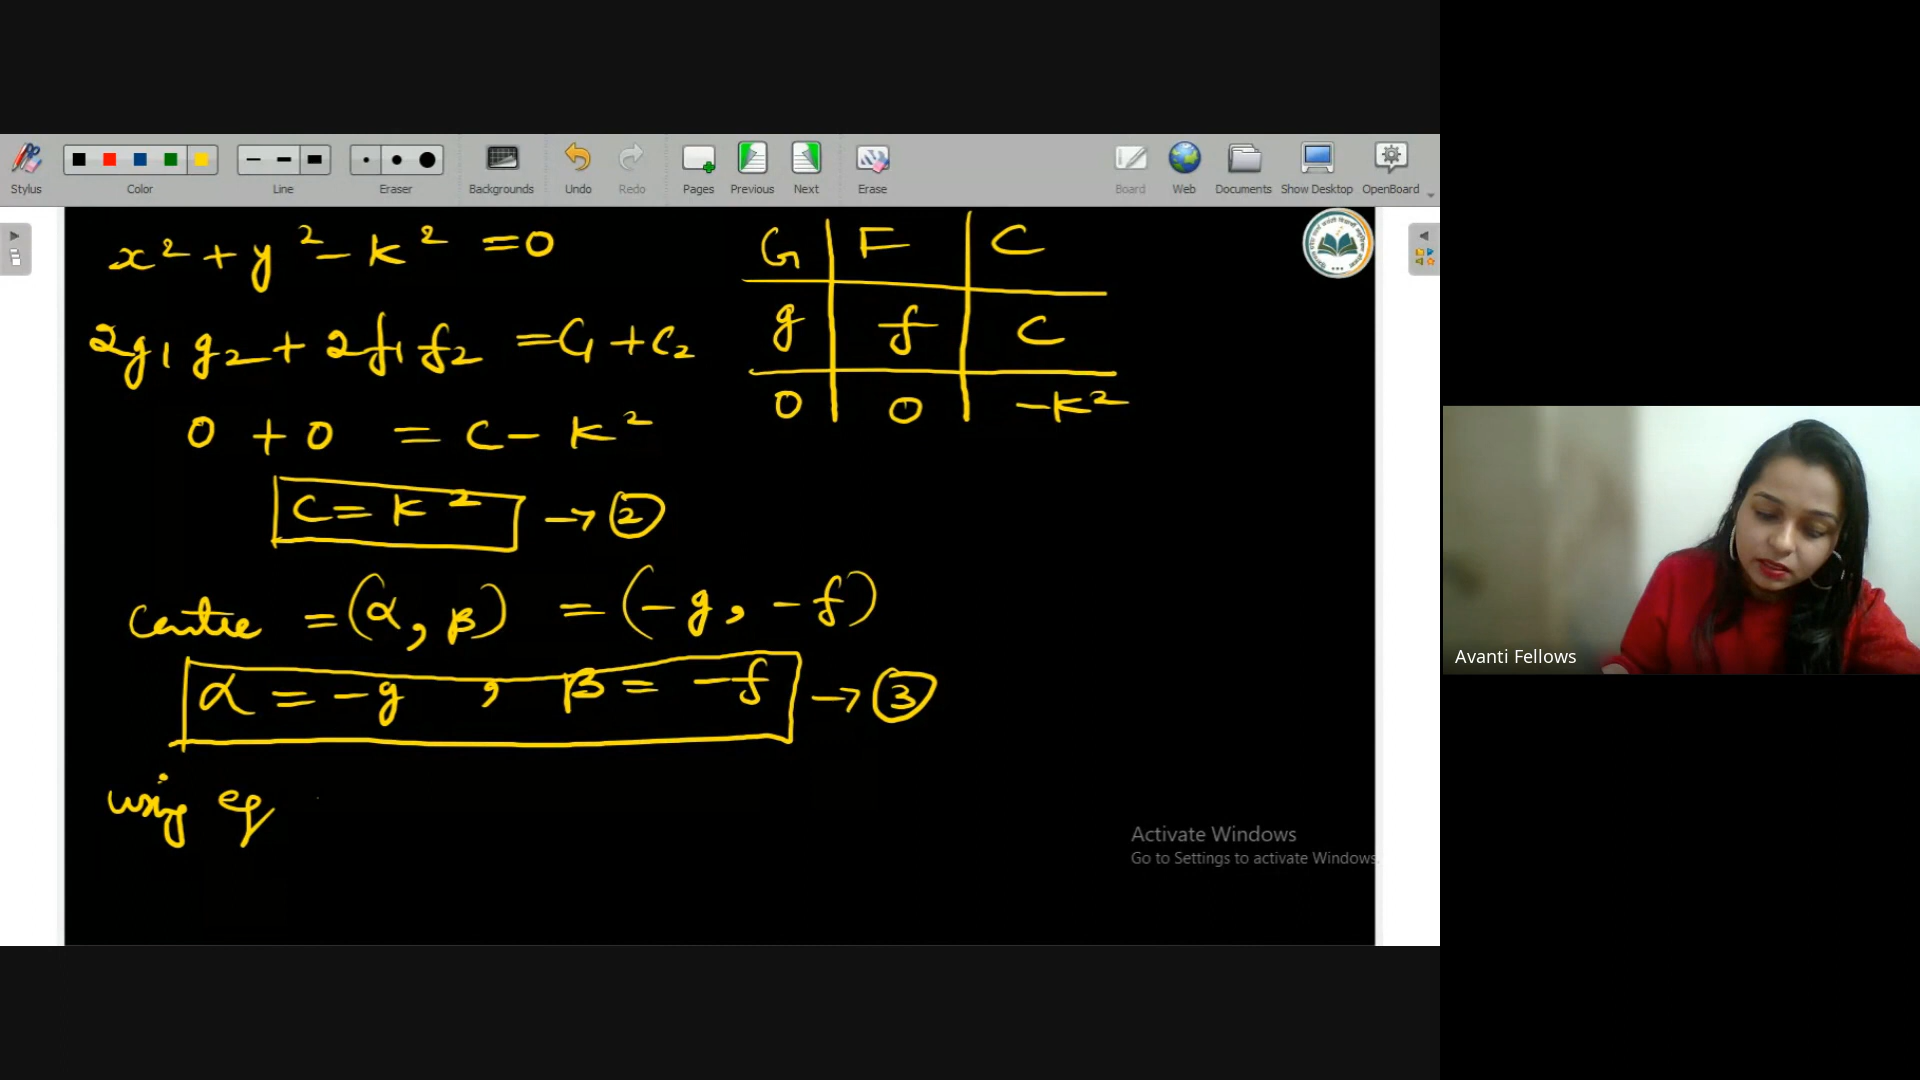 Stylus Color Line Eraser Backgrounds Undo Redo Pages Previous Next Erase Board Web Documents Show Desktop OpenBoard
x² + y² - k² = 0
2g₁g₂ + 2f₁f₂ = C₁ + C₂
0 + 0 = C - k²
C = k² → ②
Centre = (α, β) = (-g, -f)
α = -g , β = -f → ③
using eq
G F C
g f C
0 0 -k²
Activate Windows
Go to Settings to activate Windows.
Avanti Fellows